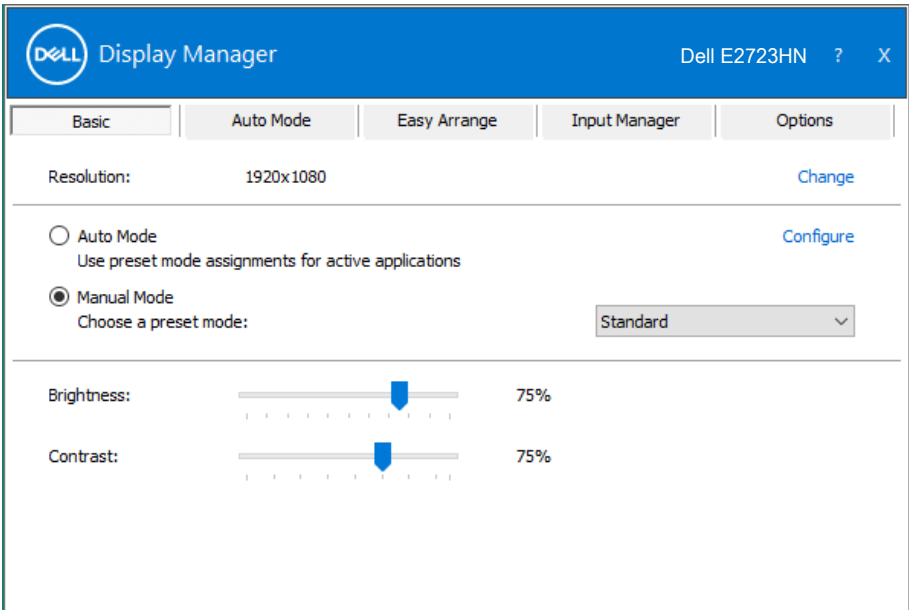 DELL Display Manager Dell E2723HN ? X
Basic Auto Mode Easy Arrange Input Manager Options
Resolution: 1920x1080 Change
Auto Mode Configure
Use preset mode assignments for active applications
Manual Mode
Choose a preset mode: Standard
Brightness: 75%
Contrast: 75%